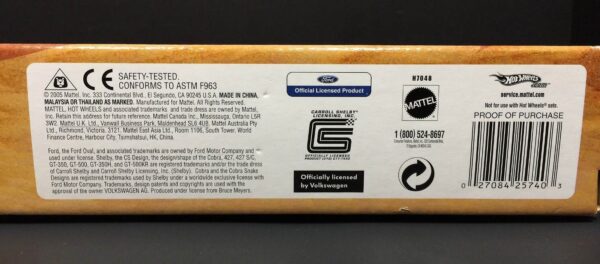 CE
SAFETY-TESTED.
CONFORMS TO ASTM F963
© 2005 Mattel, Inc. 333 Continental Blvd., El Segundo, CA 90245 U.S.A. MADE IN CHINA,
MALAYSIA OR THAILAND AS MARKED. Manufactured for Mattel. All Rights Reserved.
MATTEL, HOT WHEELS and associated trademarks and trade dress are owned by Mattel,
Inc. Retain this address for future reference. Mattel Canada Inc., Mississauga, Ontario L5R
3W2. Mattel U.K. Ltd., Vanwall Business Park, Maidenhead SL6 4UB. Mattel Australia Pty
Ltd., Richmond, Victoria. 3121. Mattel East Asia Ltd., Room 1106, South Tower, World
Finance Centre, Harbour City, Tsimshatsui, HK, China.
Ford, the Ford Oval, and associated trademarks are owned by Ford Motor Company and
used under license. Shelby, the CS Design, the design/shape of the Cobra, 427, 427 S/C,
GT-350, GT-500, GT-350H, and GT-500KR are registered trademarks and/or the trade dress
of Carroll Shelby and Carroll Shelby Licensing, Inc. (Shelby). Cobra and the Cobra Snake
Designs are registered trademarks used by Shelby under a worldwide exclusive license with
Ford Motor Company. Trademarks, design patents and copyrights are used with the
approval of the owner VOLKSWAGEN AG. Produced under license from Bruce Meyers.
Ford
Official Licensed Product
CARROLL SHELBY
LICENSING, INC.
OFFICIALLY LICENSED
Officially licensed
by Volkswagen
H7048
MATTEL
1 (800) 524-8697
Hot Wheels
.com
service.mattel.com
Not for use with Hot Wheels® sets.
PROOF OF PURCHASE
0 27084 25740 3